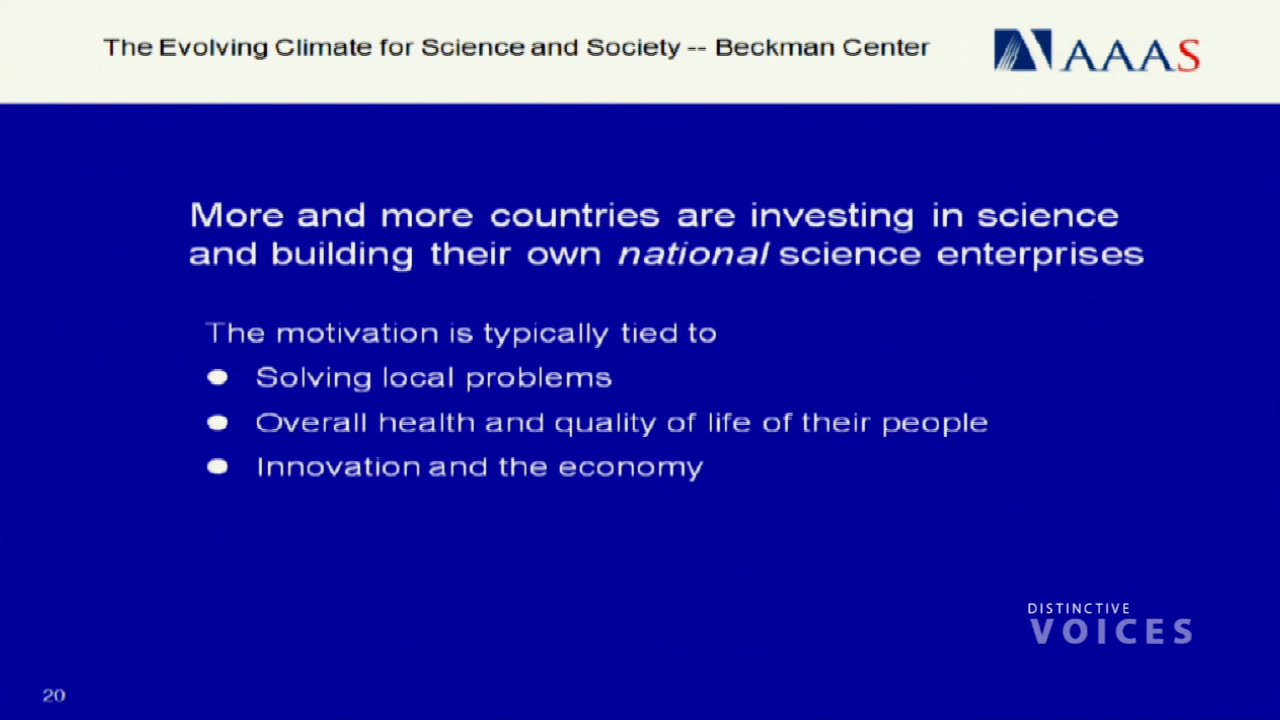 The Evolving Climate for Science and Society -- Beckman Center
AAAS
More and more countries are investing in science
and building their own national science enterprises
The motivation is typically tied to
● Solving local problems
● Overall health and quality of life of their people
● Innovation and the economy
DISTINCTIVE
VOICES
20